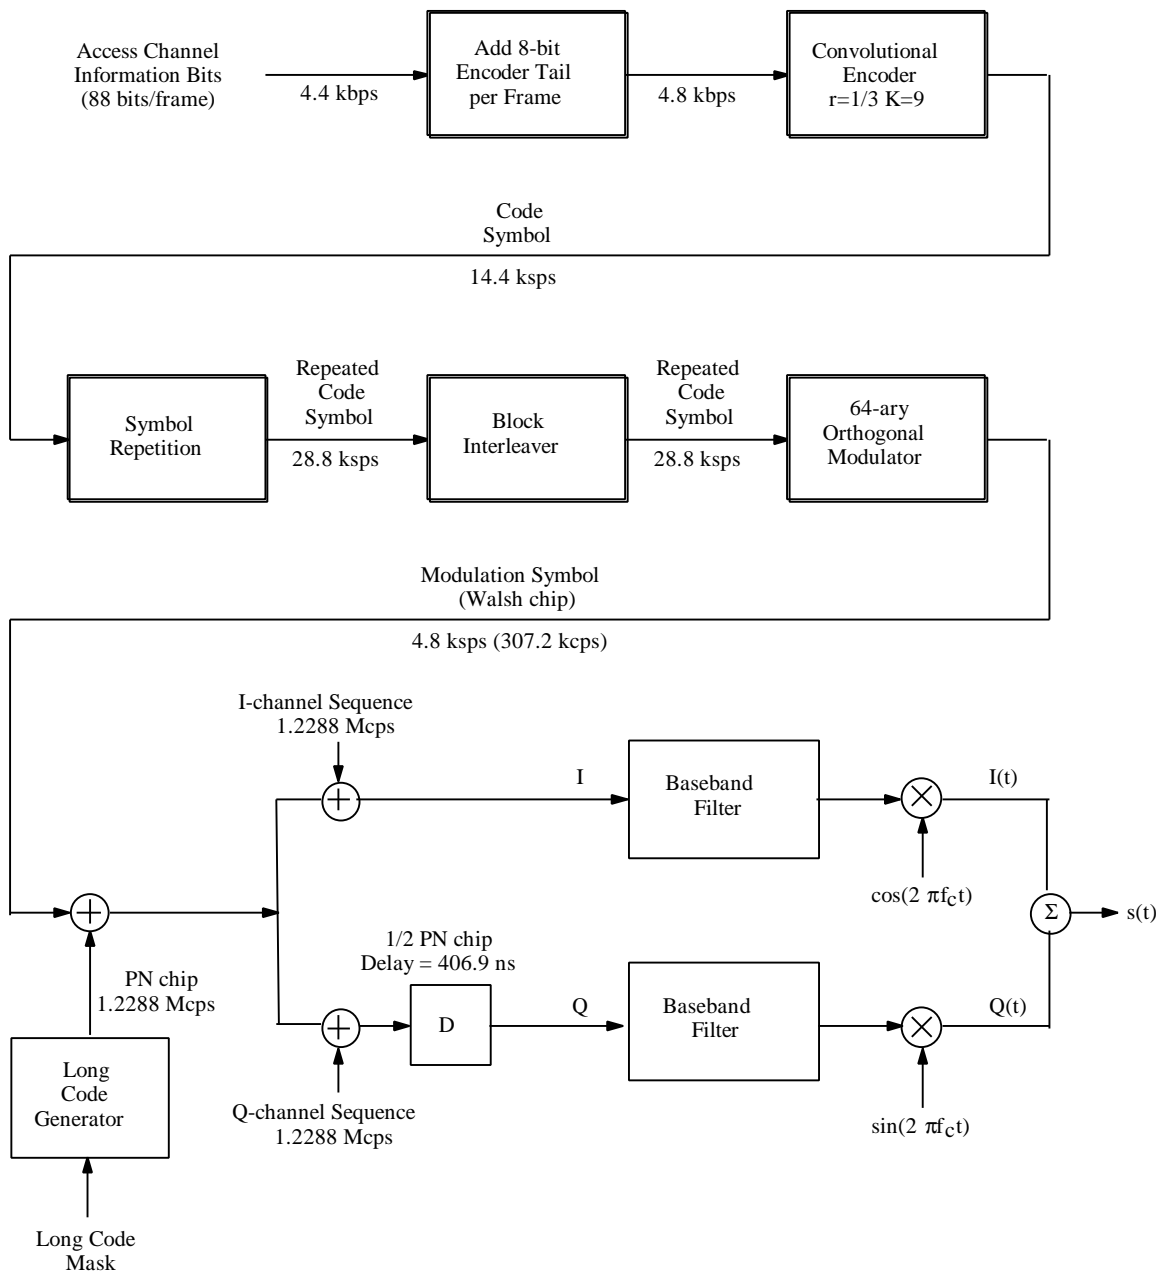 Access Channel
Information Bits
(88 bits/frame)
4.4 kbps
Add 8-bit
Encoder Tail
per Frame
4.8 kbps
Convolutional
Encoder
r=1/3 K=9
Code
Symbol
14.4 ksps
Symbol
Repetition
Repeated
Code
Symbol
28.8 ksps
Block
Interleaver
Repeated
Code
Symbol
28.8 ksps
64-ary
Orthogonal
Modulator
Modulation Symbol
(Walsh chip)
4.8 ksps (307.2 kcps)
I-channel Sequence
1.2288 Mcps
I
Baseband
Filter
I(t)
cos(2 πfct)
Σ
s(t)
1/2 PN chip
Delay = 406.9 ns
PN chip
1.2288 Mcps
D
Q
Baseband
Filter
Q(t)
Long
Code
Generator
Q-channel Sequence
1.2288 Mcps
sin(2 πfct)
Long Code
Mask